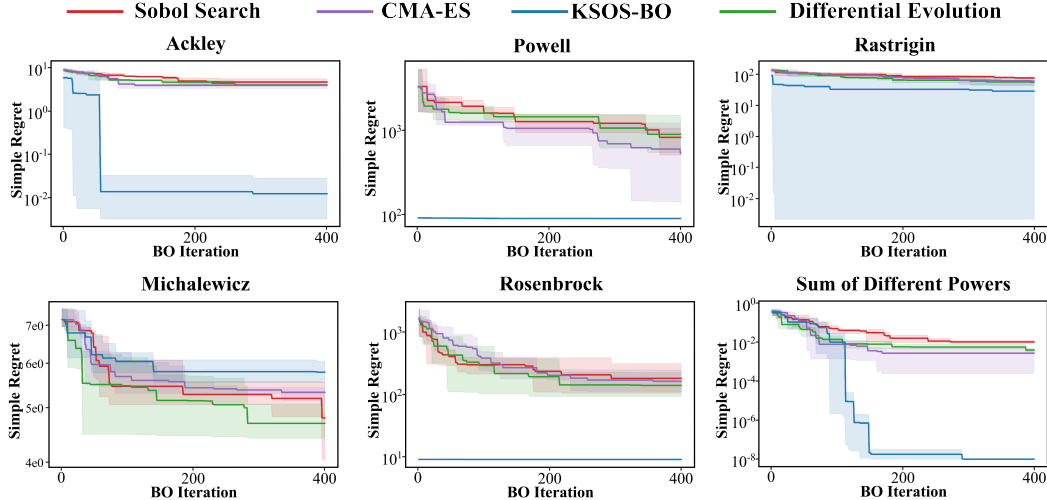 Sobol Search CMA-ES KSOS-BO Differential Evolution
Ackley
Simple Regret
10^1
10^0
10^-1
10^-2
0 200 400
BO Iteration
Powell
Simple Regret
10^3
10^2
0 200 400
BO Iteration
Rastrigin
Simple Regret
10^2
10^1
10^0
10^-1
10^-2
0 200 400
BO Iteration
Michalewicz
Simple Regret
7e0
6e0
5e0
4e0
0 200 400
BO Iteration
Rosenbrock
Simple Regret
10^3
10^2
10^1
0 200 400
BO Iteration
Sum of Different Powers
Simple Regret
10^0
10^-2
10^-4
10^-6
10^-8
0 200 400
BO Iteration